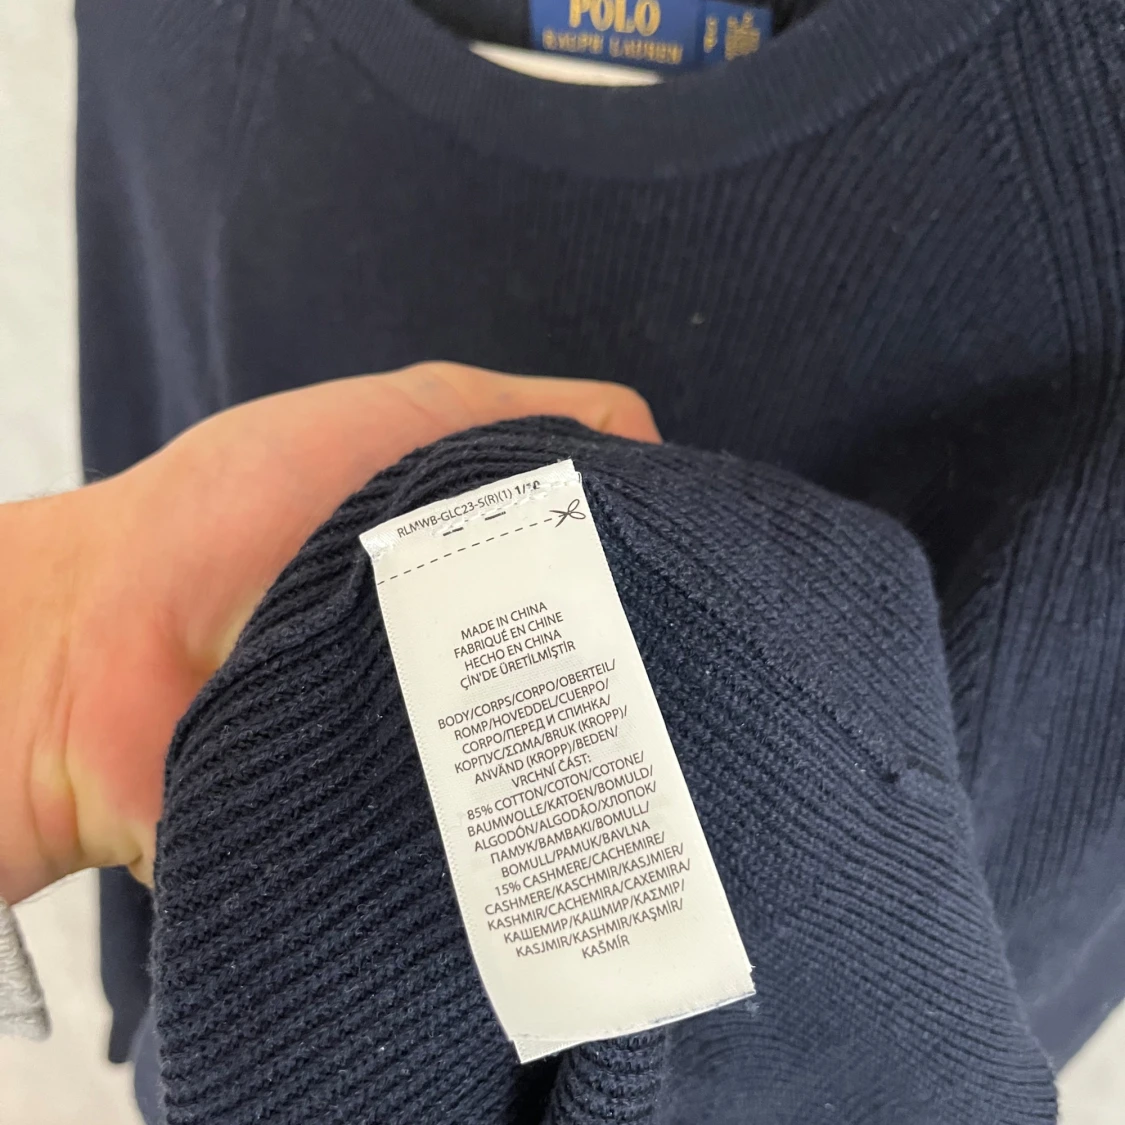 POLO
RALPH LAUREN
RLMWB-GLC23-S(R)(1)
MADE IN CHINA
FABRIQUÉ EN CHINE
HECHO EN CHINA
ÇİN'DE ÜRETİLMİŞTİR
BODY/CORPS/CORPO/OBERTEIL/
ROMP/HOVEDDEL/CUERPO/
CORPO/ПЕРЕД И СПИНКА/
КОРПУС/ΣΩΜΑ/BRUK (KROPP)/
ANVÄND (KROPP)/BEDEN/
VRCHNÍ ČÁST:
85% COTTON/COTON/COTONE/
BAUMWOLLE/KATOEN/BOMULD/
ALGODÓN/ALGODÃO/ХЛОПОК/
ПАМУК/ΒΑΜΒΑΚΙ/BOMULL/
BOMULL/PAMUK/BAVLNA
15% CASHMERE/CACHEMIRE/
CASHMERE/KASCHMIR/KASJMIER/
KASHMIR/CACHEMIRA/CAXEMIRA/
КАШЕМИР/КАШМИР/ΚΑΣΜΙΡ/
KASJMIR/KASHMIR/KAŞMİR/
KAŠMÍR